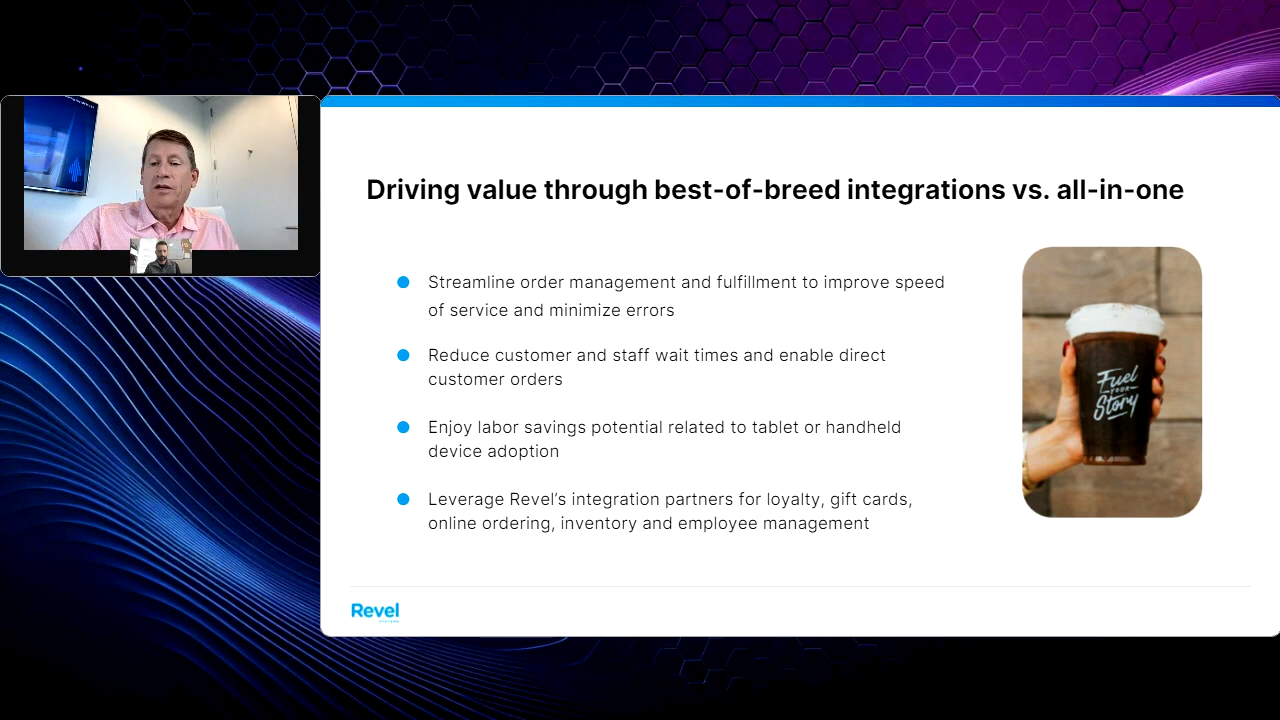 Driving value through best-of-breed integrations vs. all-in-one
Streamline order management and fulfillment to improve speed
of service and minimize errors
Reduce customer and staff wait times and enable direct
customer orders
Enjoy labor savings potential related to tablet or handheld
device adoption
Leverage Revel’s integration partners for loyalty, gift cards,
online ordering, inventory and employee management
Fuel
YOUR
Story
Revel
SYSTEMS